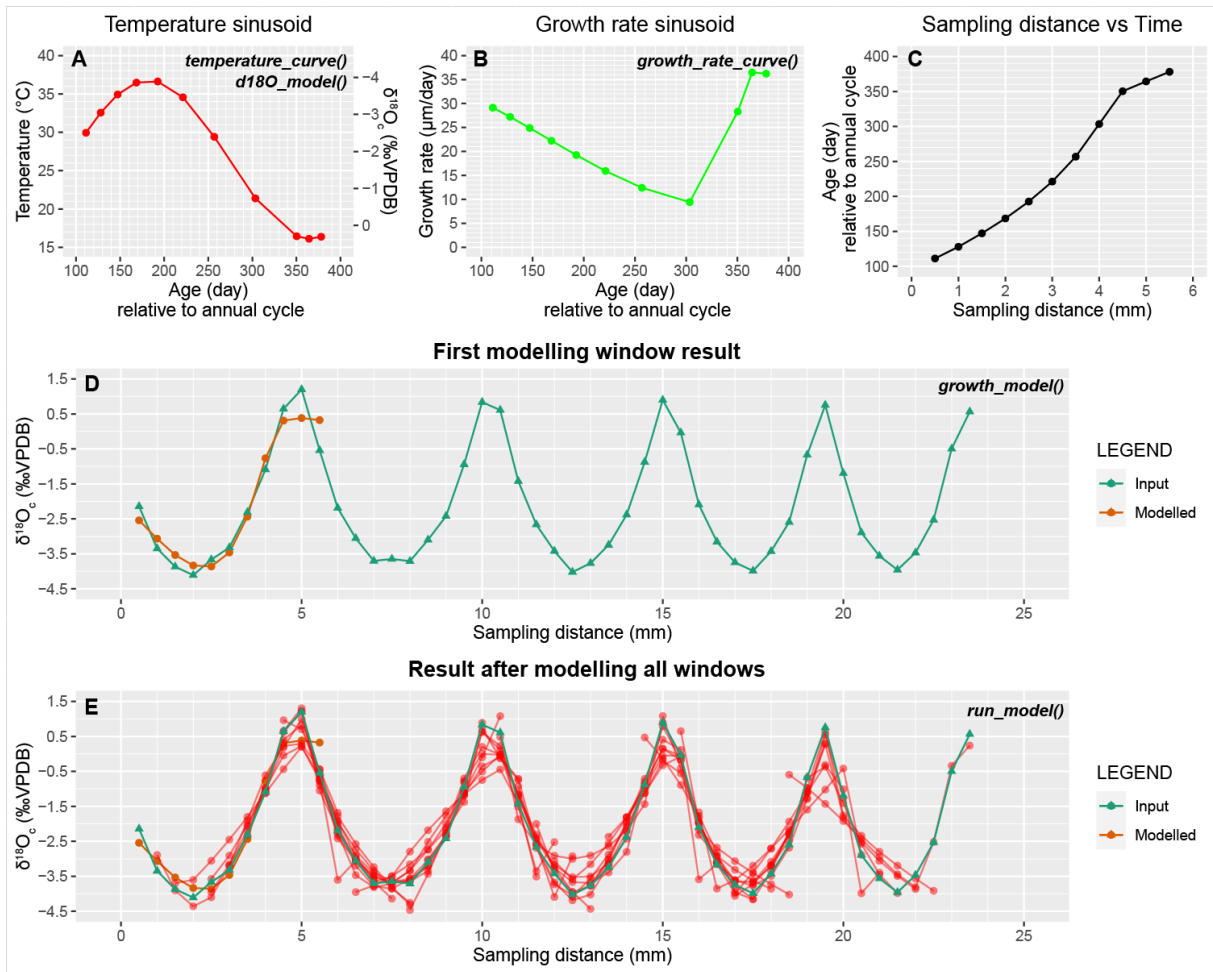 Temperature sinusoid
Growth rate sinusoid
Sampling distance vs Time
A
temperature_curve()
d18O_model()
40
35
30
25
20
15
Temperature (°C)
−4
−3
−2
−1
0
δ¹⁸Oc (‰VPDB)
100 150 200 250 300 350 400
Age (day)
relative to annual cycle
B
growth_rate_curve()
40
35
30
25
20
15
10
5
0
Growth rate (μm/day)
100 150 200 250 300 350 400
Age (day)
relative to annual cycle
C
400
350
300
250
200
150
100
Age (day)
relative to annual cycle
0 1 2 3 4 5 6
Sampling distance (mm)
First modelling window result
D
growth_model()
1.5
0.5
−0.5
−1.5
−2.5
−3.5
−4.5
δ¹⁸Oc (‰VPDB)
0 5 10 15 20 25
Sampling distance (mm)
LEGEND
Input
Modelled
Result after modelling all windows
E
run_model()
1.5
0.5
−0.5
−1.5
−2.5
−3.5
−4.5
δ¹⁸Oc (‰VPDB)
0 5 10 15 20 25
Sampling distance (mm)
LEGEND
Input
Modelled